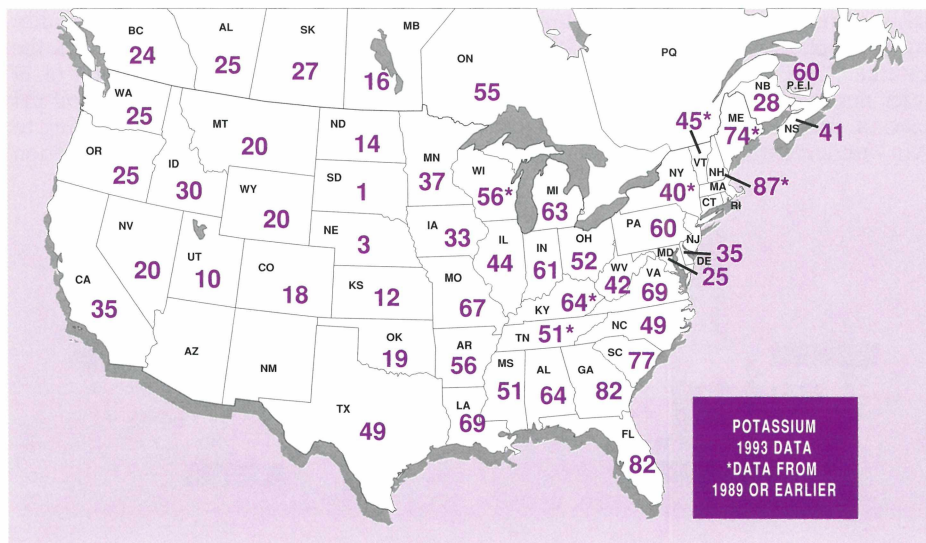 BC
24
AL
25
SK
27
MB
16
ON
55
PQ
60
P.E.I.
NB
28
NS
41
ME
74*
WA
25
MT
20
ND
14
MN
37
OR
25
ID
30
WY
20
SD
1
WI
56*
MI
63
45*
VT
NH
87*
NY
40*
MA
CT
RI
NV
20
UT
10
CO
18
NE
3
IA
33
IL
44
IN
61
OH
52
PA
60
NJ
MD
35
DE
25
CA
35
KS
12
MO
67
KY
64*
WV
42
VA
69
AZ
NM
OK
19
AR
56
TN
51*
NC
49
SC
77
TX
49
LA
69
MS
51
AL
64
GA
82
FL
82
POTASSIUM
1993 DATA
*DATA FROM
1989 OR EARLIER